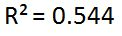 R² = 0.544